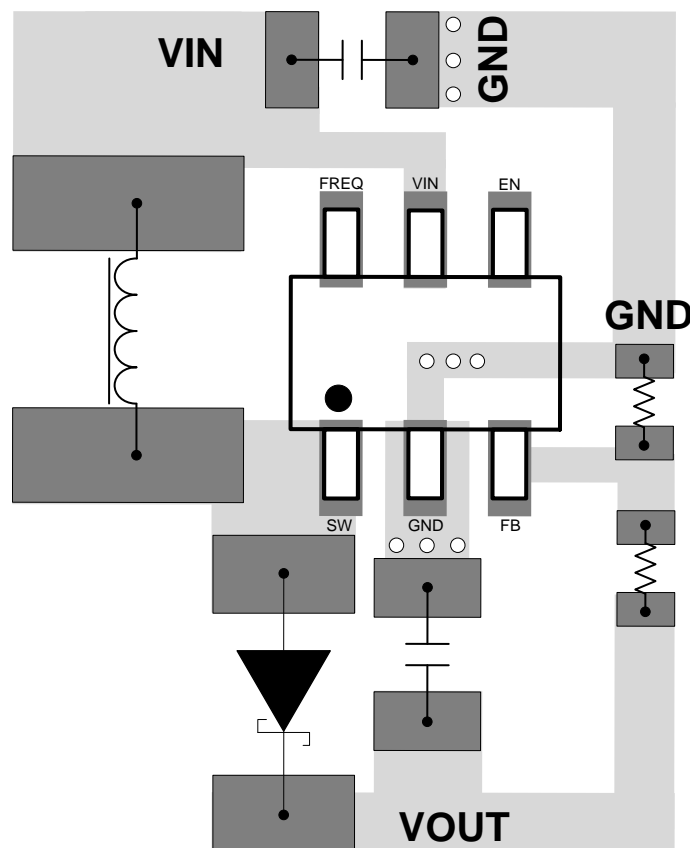 VIN
GND
FREQ
VIN
EN
GND
SW
GND
FB
VOUT